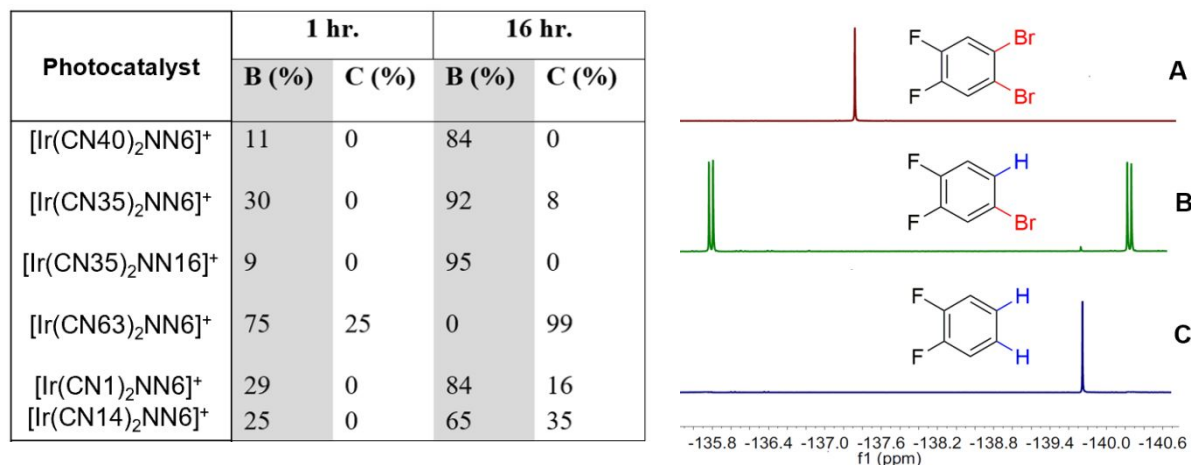 Photocatalyst 1 hr. 16 hr.
B (%) C (%) B (%) C (%)
[Ir(CN40)2NN6]+ 11 0 84 0
[Ir(CN35)2NN6]+ 30 0 92 8
[Ir(CN35)2NN16]+ 9 0 95 0
[Ir(CN63)2NN6]+ 75 25 0 99
[Ir(CN1)2NN6]+ 29 0 84 16
[Ir(CN14)2NN6]+ 25 0 65 35
F Br
F Br
A
F H
F Br
B
F H
F H
C
-135.8 -136.4 -137.0 -137.6 -138.2 -138.8 -139.4 -140.0 -140.6
f1 (ppm)